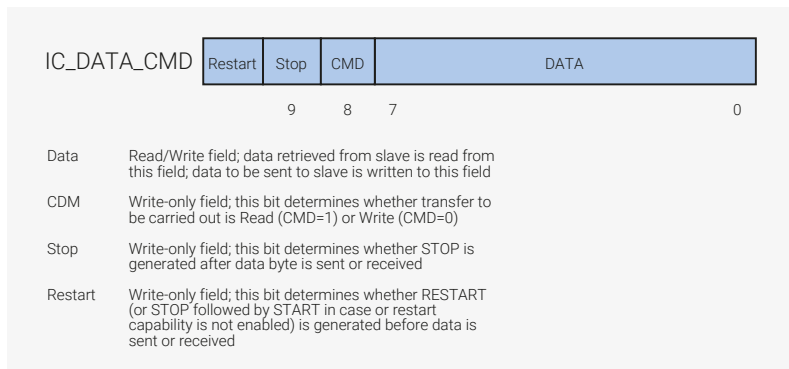 IC_DATA_CMD Restart Stop CMD DATA
9 8 7 0
Data Read/Write field; data retrieved from slave is read from
this field; data to be sent to slave is written to this field
CDM Write-only field; this bit determines whether transfer to
be carried out is Read (CMD=1) or Write (CMD=0)
Stop Write-only field; this bit determines whether STOP is
generated after data byte is sent or received
Restart Write-only field; this bit determines whether RESTART
(or STOP followed by START in case or restart
capability is not enabled) is generated before data is
sent or received